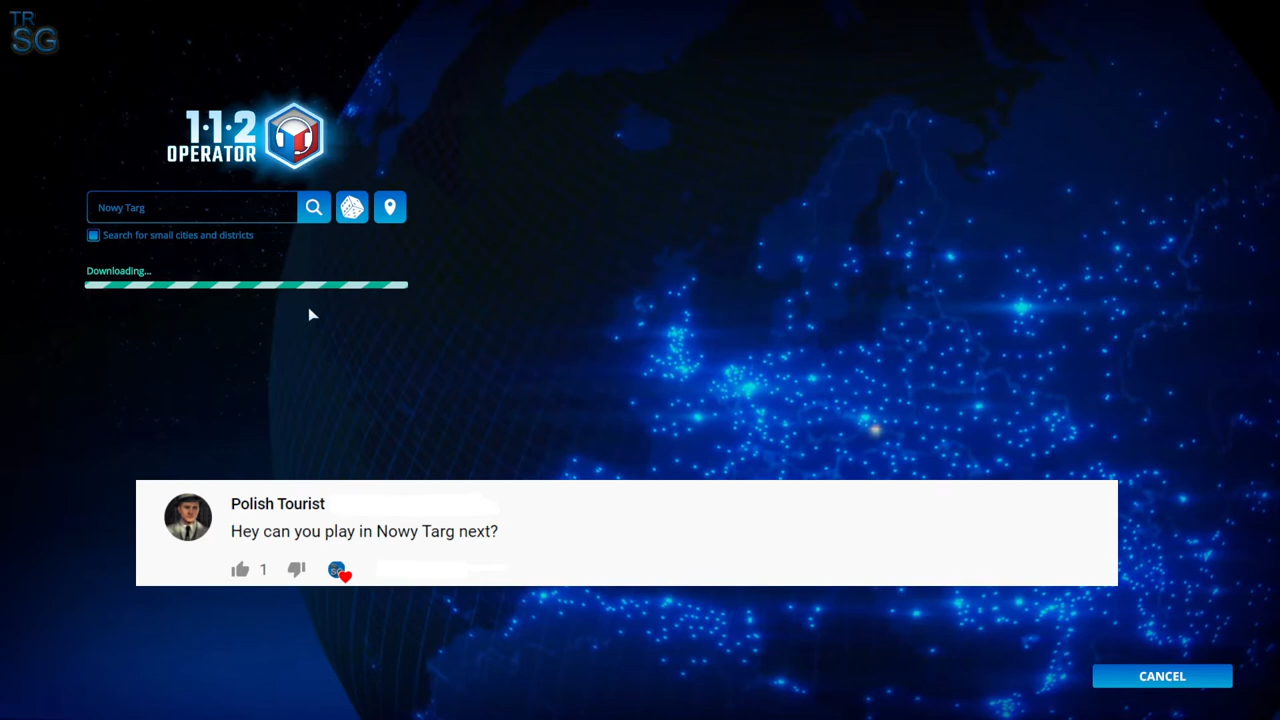 TR
SG
1·1·2
OPERATOR
Nowy Targ
Search for small cities and districts
Downloading...
Polish Tourist
Hey can you play in Nowy Targ next?
1
SG
CANCEL